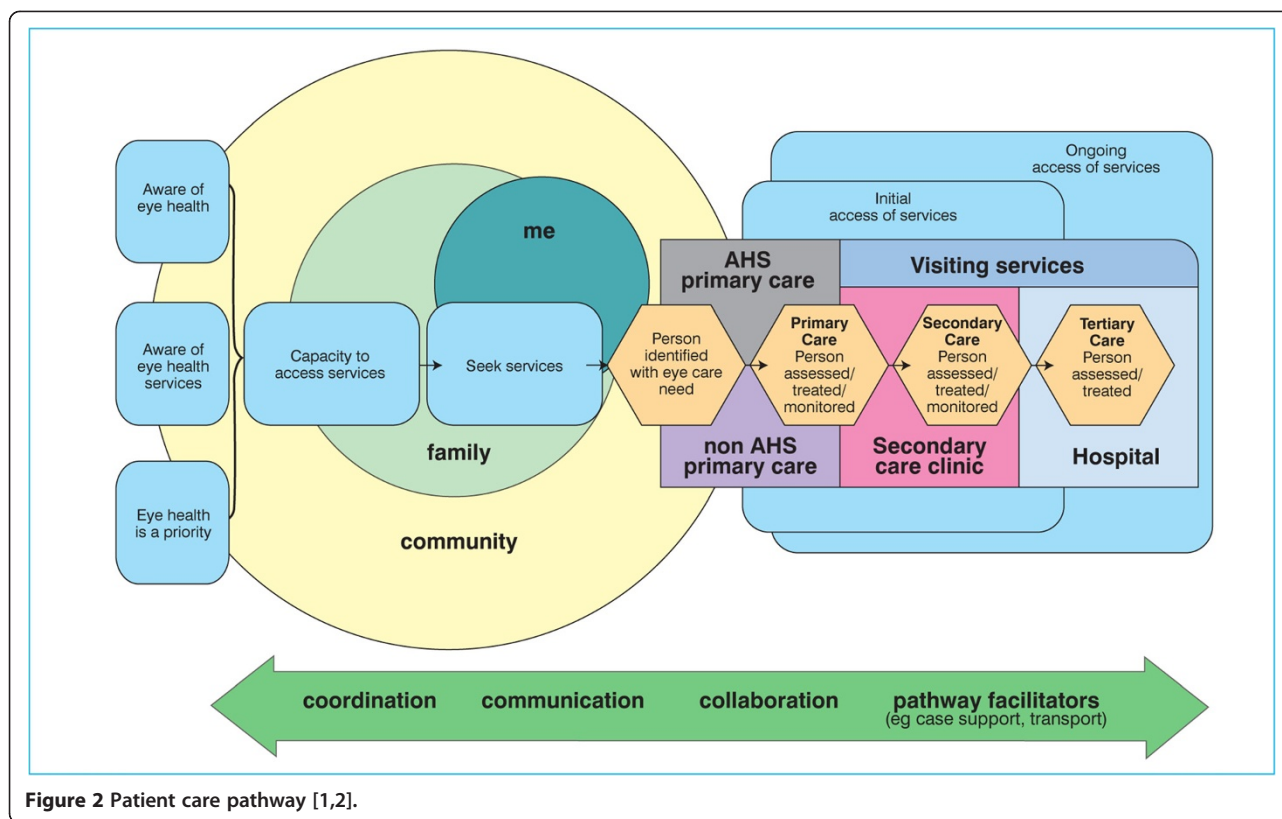 Aware of
eye health
Aware of
eye health
services
Eye health
is a priority
Capacity to
access services
Seek services
me
family
community
Person
identified
with eye care
need
AHS
primary care
non AHS
primary care
Primary
Care
Person
assessed/
treated/
monitored
Initial
access of services
Ongoing
access of services
Visiting services
Secondary
Care
Person
assessed/
treated/
monitored
Secondary
care clinic
Tertiary
Care
Person
assessed/
treated
Hospital
coordination
communication
collaboration
pathway facilitators
(eg case support, transport)
Figure 2 Patient care pathway [1,2].